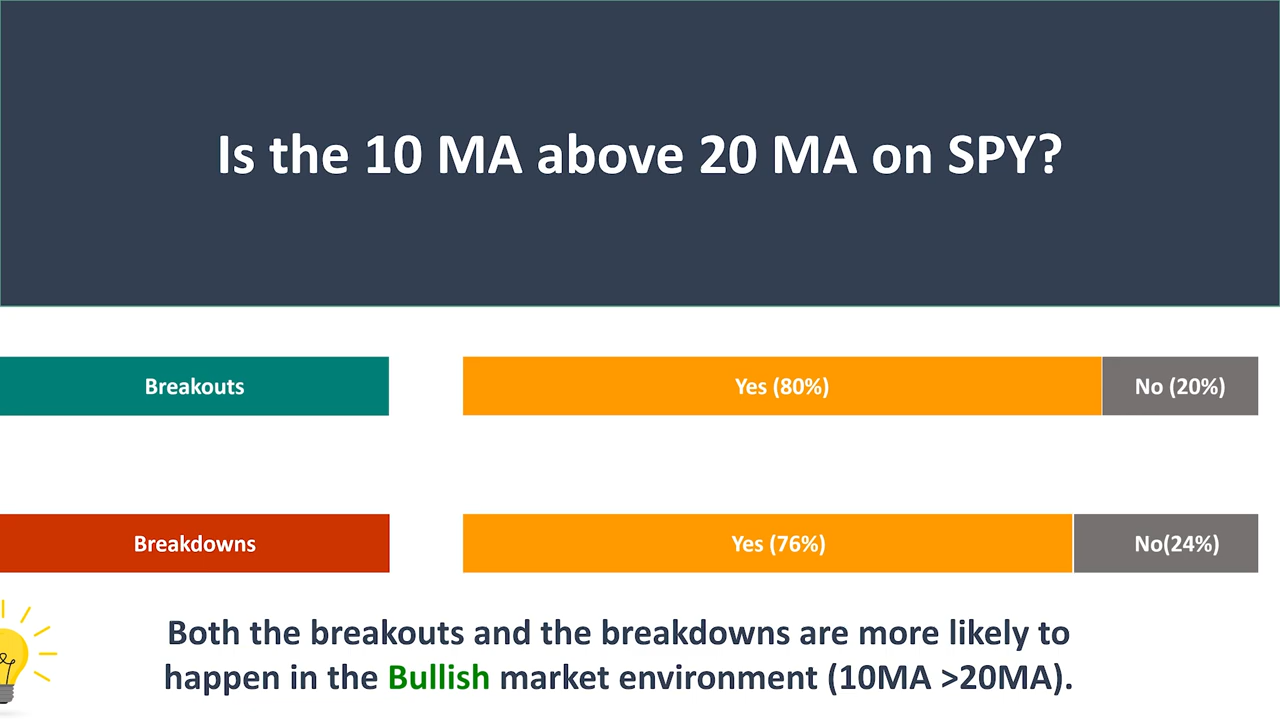 Is the 10 MA above 20 MA on SPY?
Breakouts
Yes (80%)
No (20%)
Breakdowns
Yes (76%)
No(24%)
Both the breakouts and the breakdowns are more likely to
happen in the Bullish market environment (10MA >20MA).